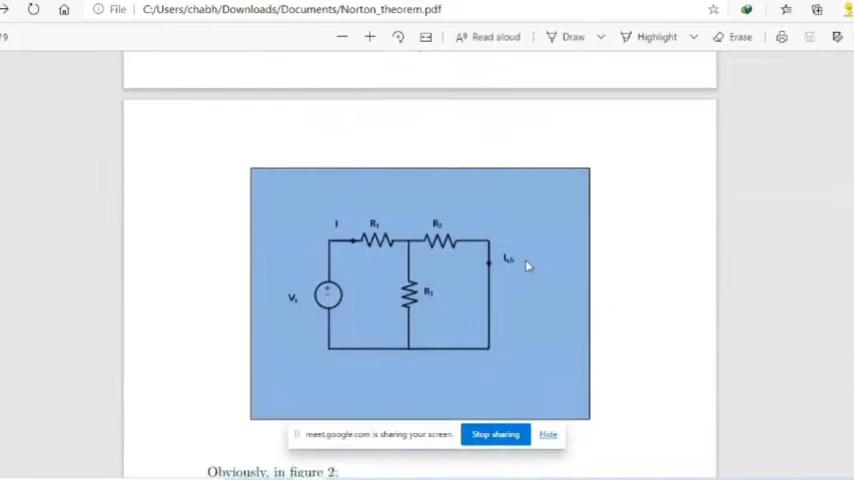 File C:/Users/chabh/Downloads/Documents/Norton_theorem.pdf
Read aloud Draw Highlight Erase
I R₁ R₂
Vₛ
meet.google.com is sharing your screen. Stop sharing Hide
Obviously, in figure 2: